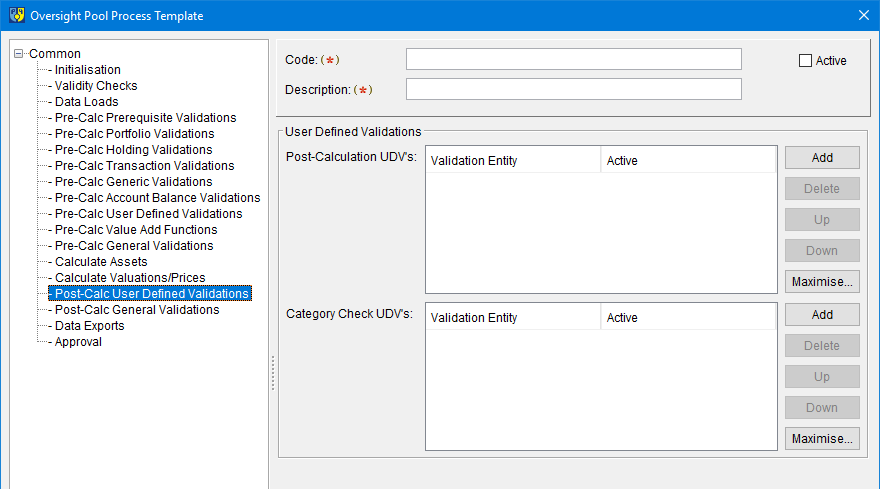 Oversight Pool Process Template
Common
Initialisation
Validity Checks
Data Loads
Pre-Calc Prerequisite Validations
Pre-Calc Portfolio Validations
Pre-Calc Holding Validations
Pre-Calc Transaction Validations
Pre-Calc Generic Validations
Pre-Calc Account Balance Validations
Pre-Calc User Defined Validations
Pre-Calc Value Add Functions
Pre-Calc General Validations
Calculate Assets
Calculate Valuations/Prices
Post-Calc User Defined Validations
Post-Calc General Validations
Data Exports
Approval
Code: (*)
Active
Description: (*)
User Defined Validations
Post-Calculation UDV's:
Validation Entity Active
Add
Delete
Up
Down
Maximise...
Category Check UDV's:
Validation Entity Active
Add
Delete
Up
Down
Maximise...